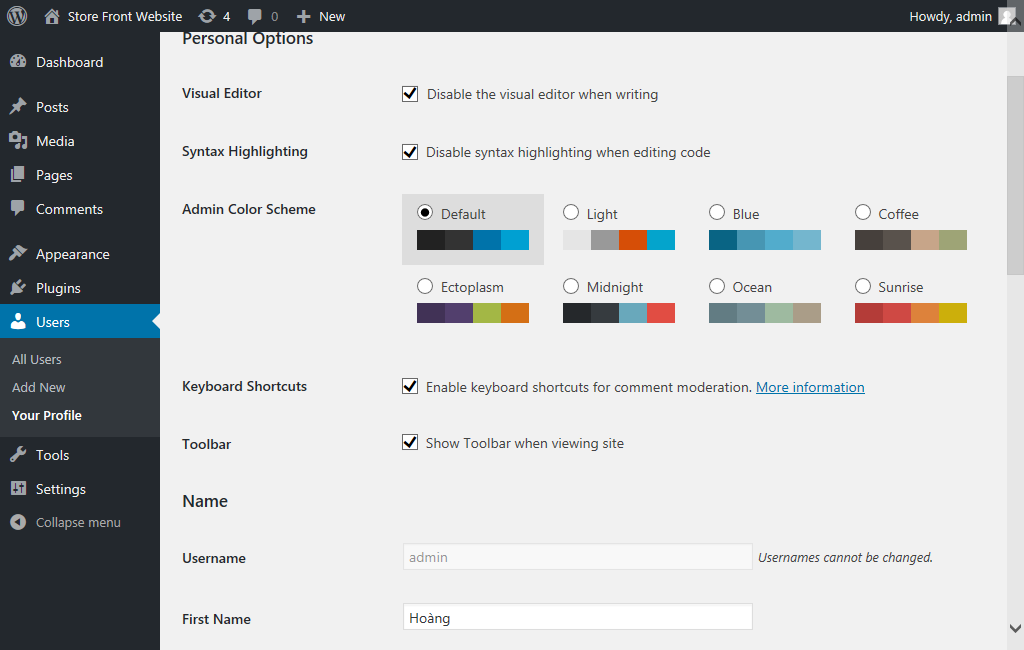 Store Front Website 4 0 New Howdy, admin
Dashboard
Posts
Media
Pages
Comments
Appearance
Plugins
Users
All Users
Add New
Your Profile
Tools
Settings
Collapse menu
Personal Options
Visual Editor Disable the visual editor when writing
Syntax Highlighting Disable syntax highlighting when editing code
Admin Color Scheme Default Light Blue Coffee
Ectoplasm Midnight Ocean Sunrise
Keyboard Shortcuts Enable keyboard shortcuts for comment moderation. More information
Toolbar Show Toolbar when viewing site
Name
Username admin Usernames cannot be changed.
First Name Hoàng